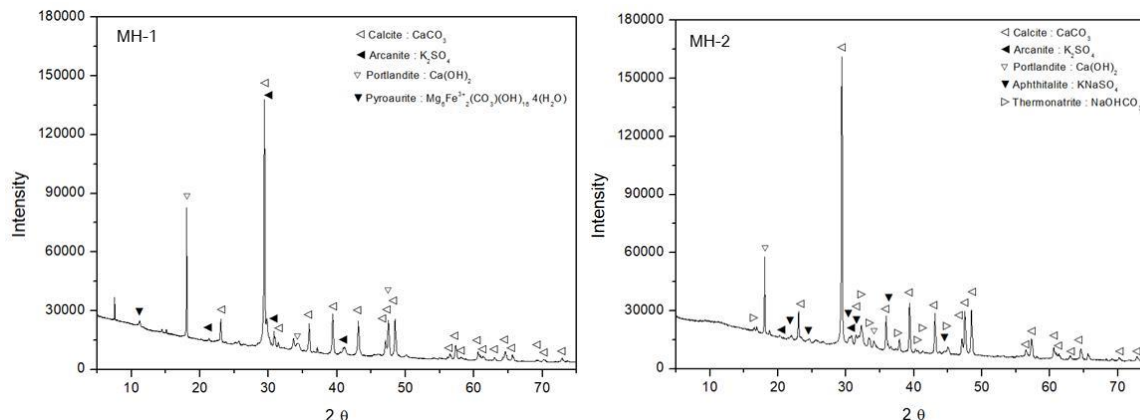 MH-1
◁ Calcite : CaCO₃
◀ Arcanite : K₂SO₄
▽ Portlandite : Ca(OH)₂
▼ Pyroaurite : Mg₆Fe³⁺₂(CO₃)(OH)₁₆ 4(H₂O)
180000
150000
120000
90000
60000
30000
0
Intensity
10 20 30 40 50 60 70
2 θ
MH-2
◁ Calcite : CaCO₃
◀ Arcanite : K₂SO₄
▽ Portlandite : Ca(OH)₂
▼ Aphthitalite : KNaSO₄
▷ Thermonatrite : NaOHCO₃
180000
150000
120000
90000
60000
30000
0
Intensity
10 20 30 40 50 60 70
2 θ